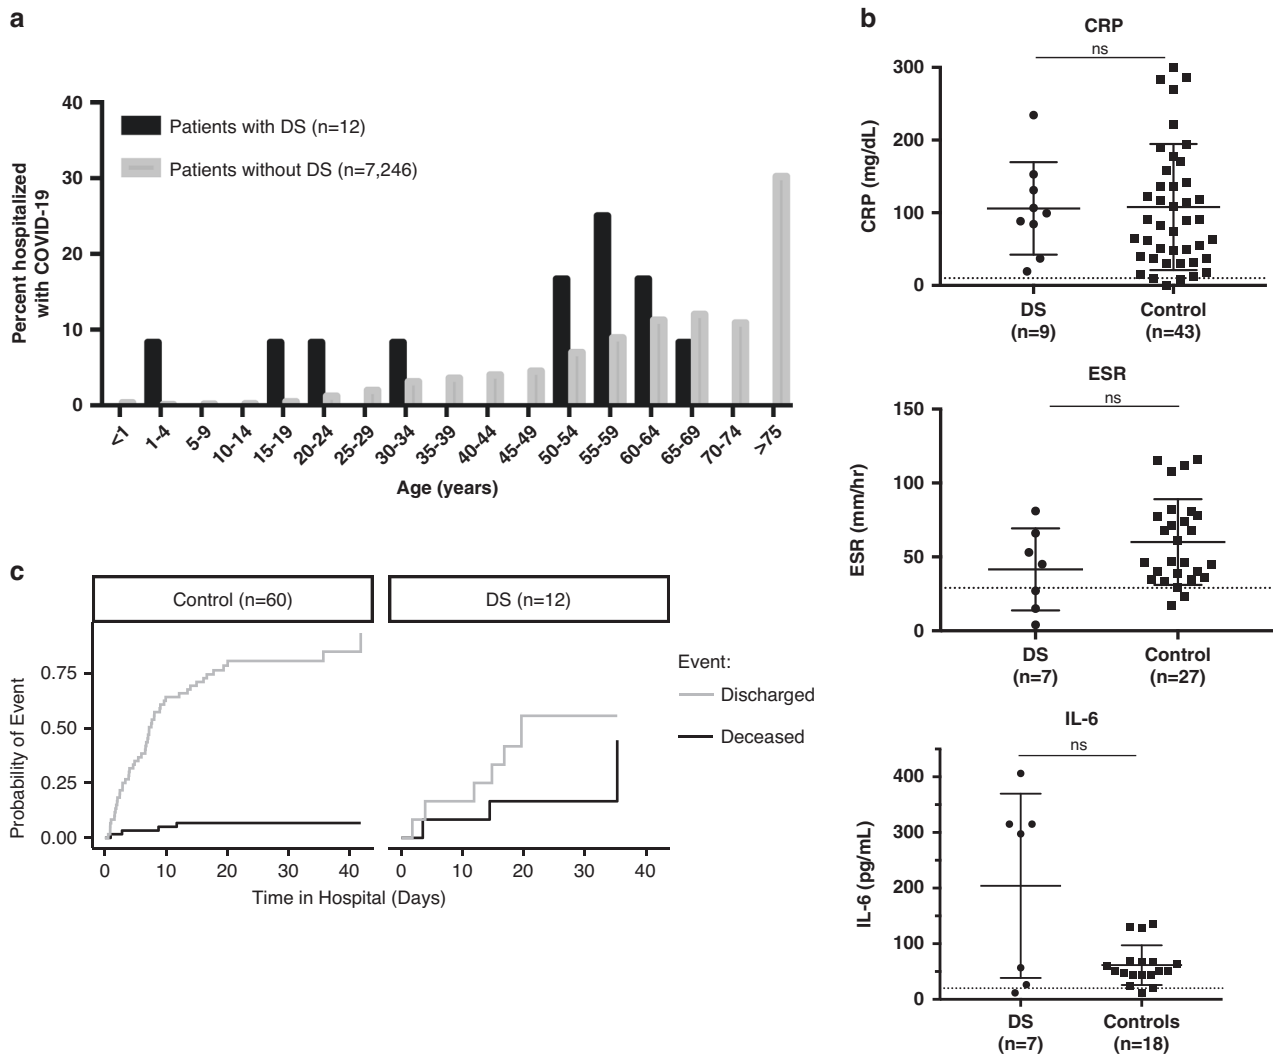 a
40
30
20
10
0
Percent hospitalized
with COVID-19
Patients with DS (n=12)
Patients without DS (n=7,246)
<1 1-4 5-9 10-14 15-19 20-24 25-29 30-34 35-39 40-44 45-49 50-54 55-59 60-64 65-69 70-74 >75
Age (years)
b
CRP
ns
300
200
100
0
CRP (mg/dL)
DS Control
(n=9) (n=43)
ESR
ns
150
100
50
0
ESR (mm/hr)
DS Control
(n=7) (n=27)
IL-6
ns
400
300
200
100
0
IL-6 (pg/mL)
DS Controls
(n=7) (n=18)
c
Control (n=60) DS (n=12)
0.75
0.50
0.25
0.00
Probability of Event
0 10 20 30 40 0 10 20 30 40
Time in Hospital (Days)
Event:
Discharged
Deceased